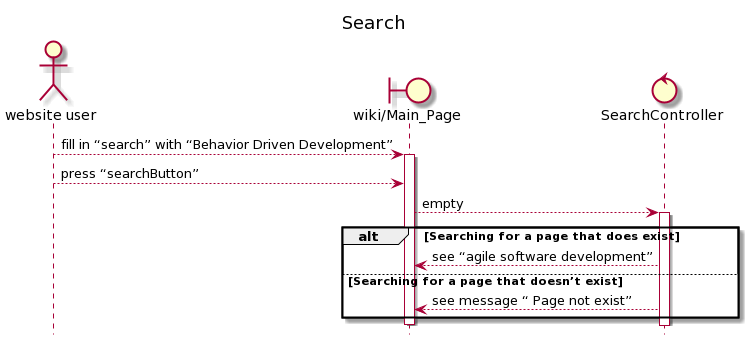 Search
website user
wiki/Main_Page
SearchController
fill in “search” with “Behavior Driven Development”
press “searchButton”
empty
alt [Searching for a page that does exist]
see “agile software development”
[Searching for a page that doesn’t exist]
see message “ Page not exist”